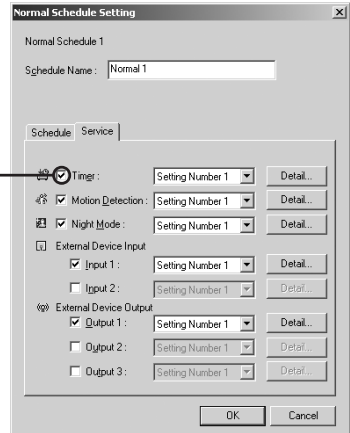 Normal Schedule Setting
Normal Schedule 1
Schedule Name : Normal 1
Schedule Service
Timer : Setting Number 1 Detail...
Motion Detection : Setting Number 1 Detail...
Night Mode : Setting Number 1 Detail...
External Device Input
Input 1 : Setting Number 1 Detail...
Input 2 : Setting Number 1 Detail...
External Device Output
Output 1 : Setting Number 1 Detail...
Output 2 : Setting Number 1 Detail...
Output 3 : Setting Number 1 Detail...
OK Cancel